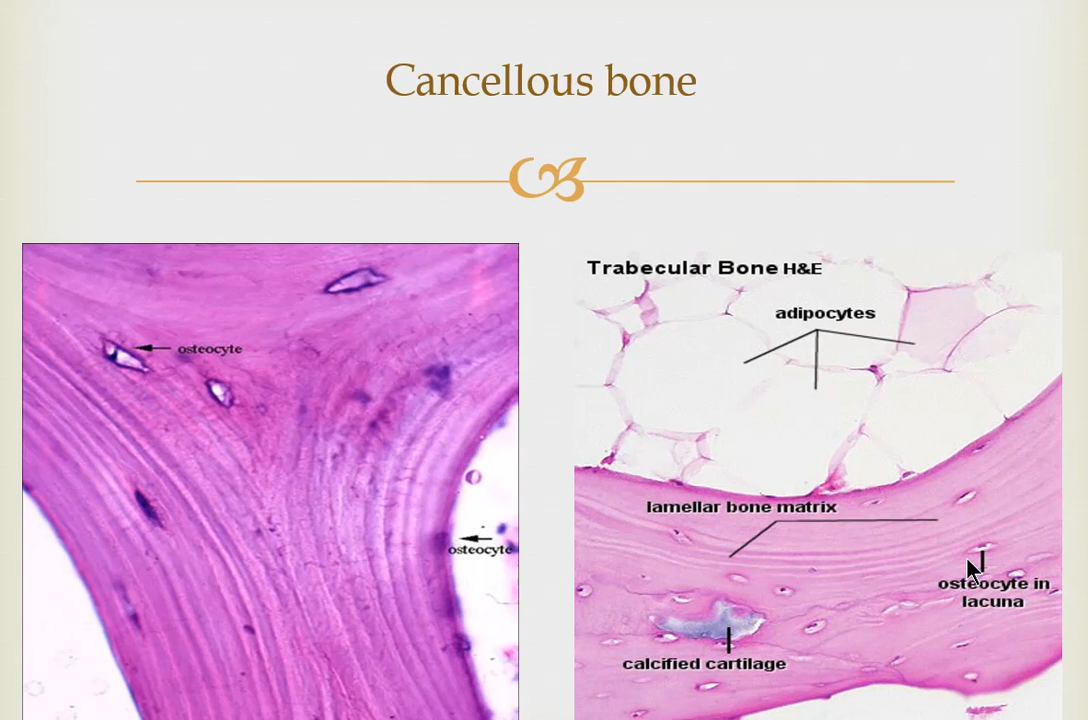 Cancellous bone
osteocyte
osteocyte
Trabecular Bone H&E
adipocytes
lamellar bone matrix
osteocyte in
lacuna
calcified cartilage